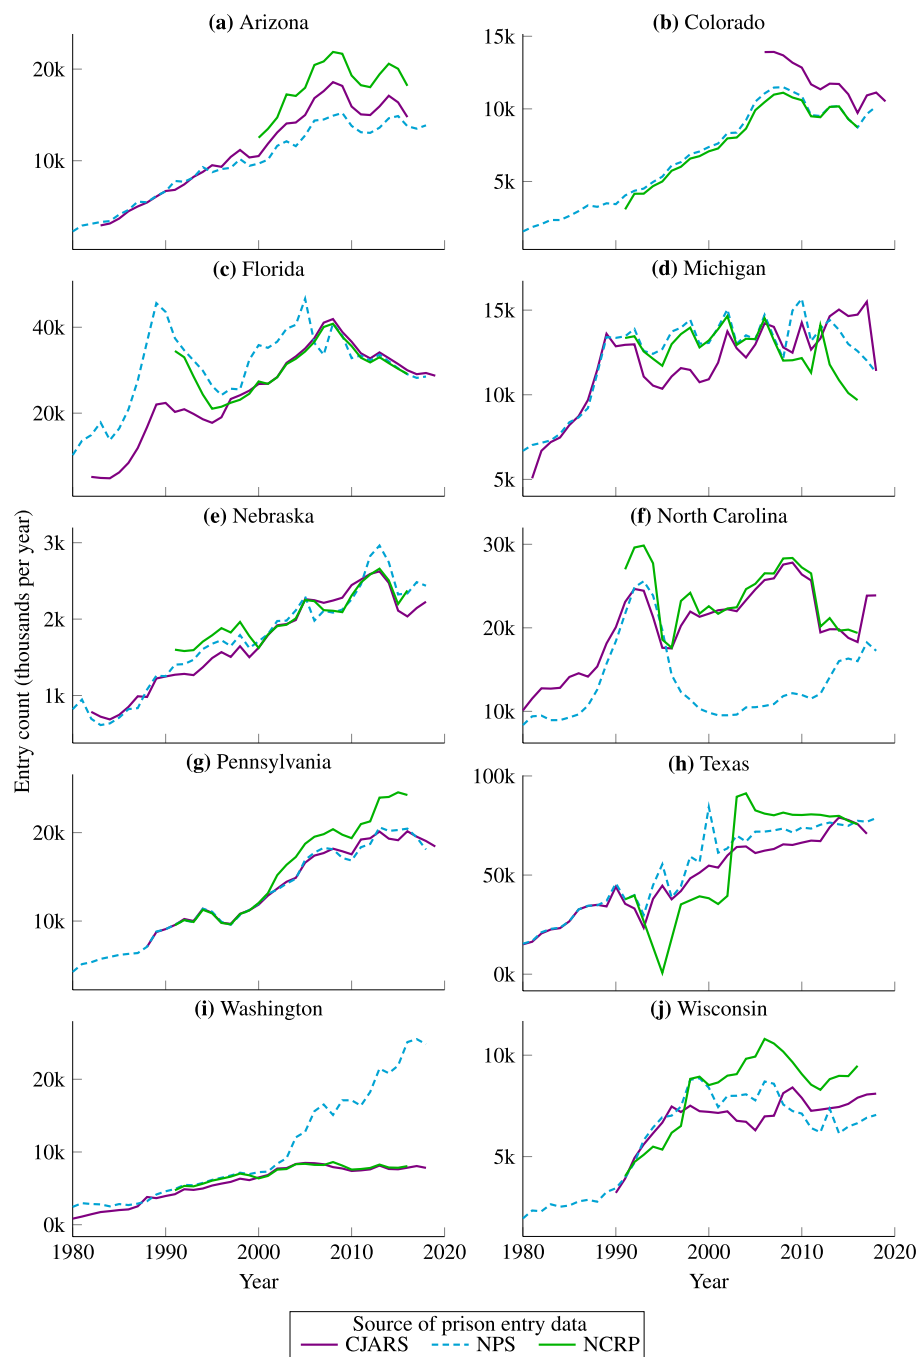 (a) Arizona
(b) Colorado
20k
10k
15k
10k
5k
(c) Florida
(d) Michigan
40k
20k
15k
10k
5k
(e) Nebraska
(f) North Carolina
3k
2k
1k
30k
20k
10k
Entry count (thousands per year)
(g) Pennsylvania
(h) Texas
20k
10k
100k
50k
0k
(i) Washington
(j) Wisconsin
20k
10k
0k
10k
5k
1980 1990 2000 2010 2020
1980 1990 2000 2010 2020
Year
Year
Source of prison entry data
CJARS NPS NCRP